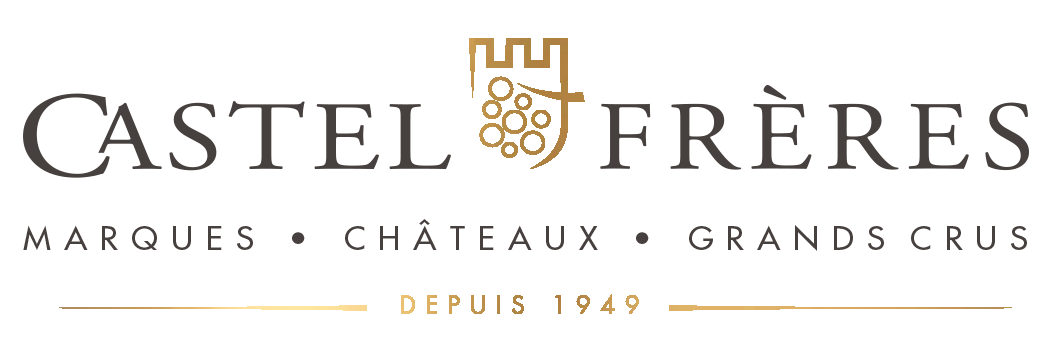 CASTEL FRÈRES
MARQUES • CHÂTEAUX • GRANDS CRUS
DEPUIS 1949